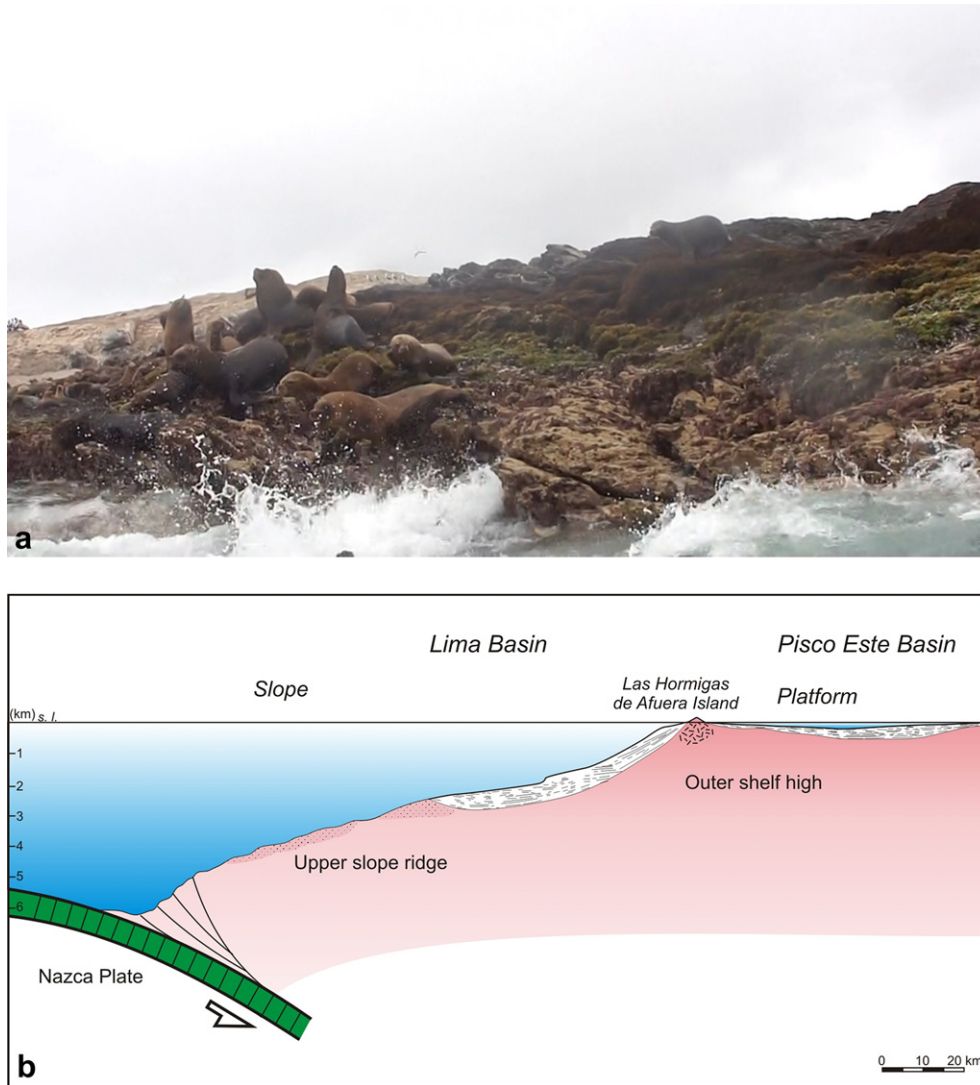 a
Lima Basin
Pisco Este Basin
Slope
Las Hormigas
de Afuera Island
Platform
(km) s. l.
-1
-2
-3
-4
-5
-6
Outer shelf high
Upper slope ridge
Nazca Plate
b
0 10 20 km